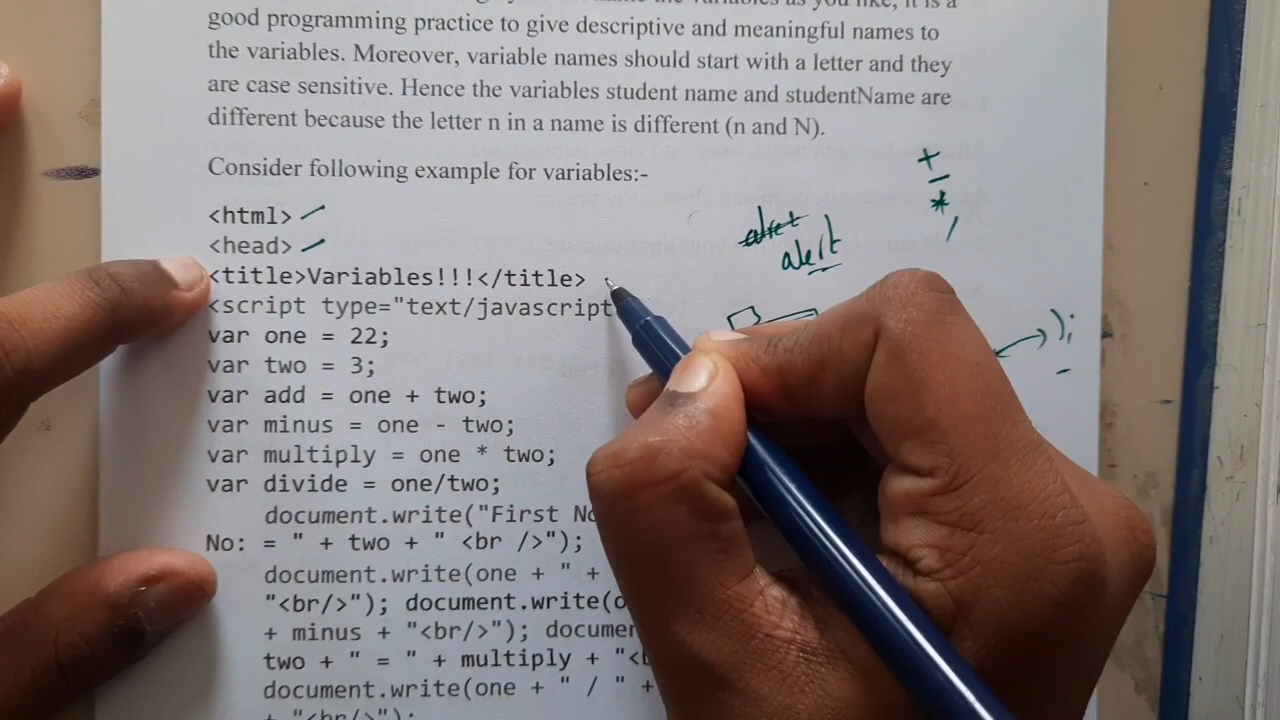 good programming practice to give descriptive and meaningful names to
the variables. Moreover, variable names should start with a letter and they
are case sensitive. Hence the variables student name and studentName are
different because the letter n in a name is different (n and N).
Consider following example for variables:-
<html>
<head>
<title>Variables!!!</title>
<script type="text/javascript
var one = 22;
var two = 3;
var add = one + two;
var minus = one - two;
var multiply = one * two;
var divide = one/two;
document.write("First No
No: = " + two + " <br />");
document.write(one + " +
"<br/>"); document.write(o
+ minus + "<br/>"); documen
two + " = " + multiply + "<b
document.write(one + " / " +
+ "<br/>");
+
-
*
/
alert
);